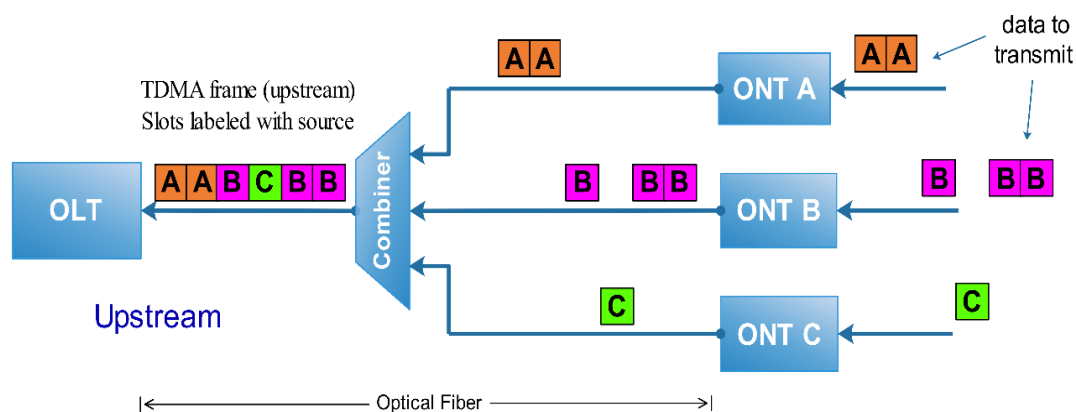 data to
transmit
A A
A A
ONT A
TDMA frame (upstream)
Slots labeled with source
A A B C B B
OLT
Combiner
B
B B
ONT B
B
B B
C
ONT C
C
Upstream
Optical Fiber